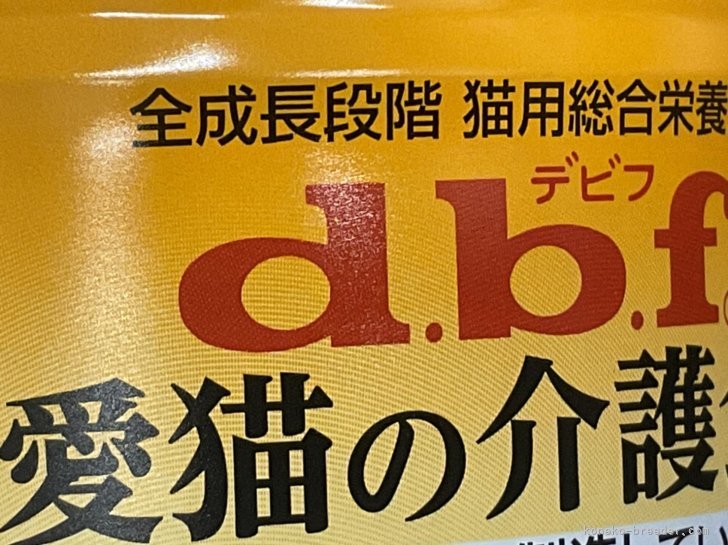 全成長段階 猫用総合栄養
デビフ
d.b.f
愛猫の介護
koneko-breeder.com